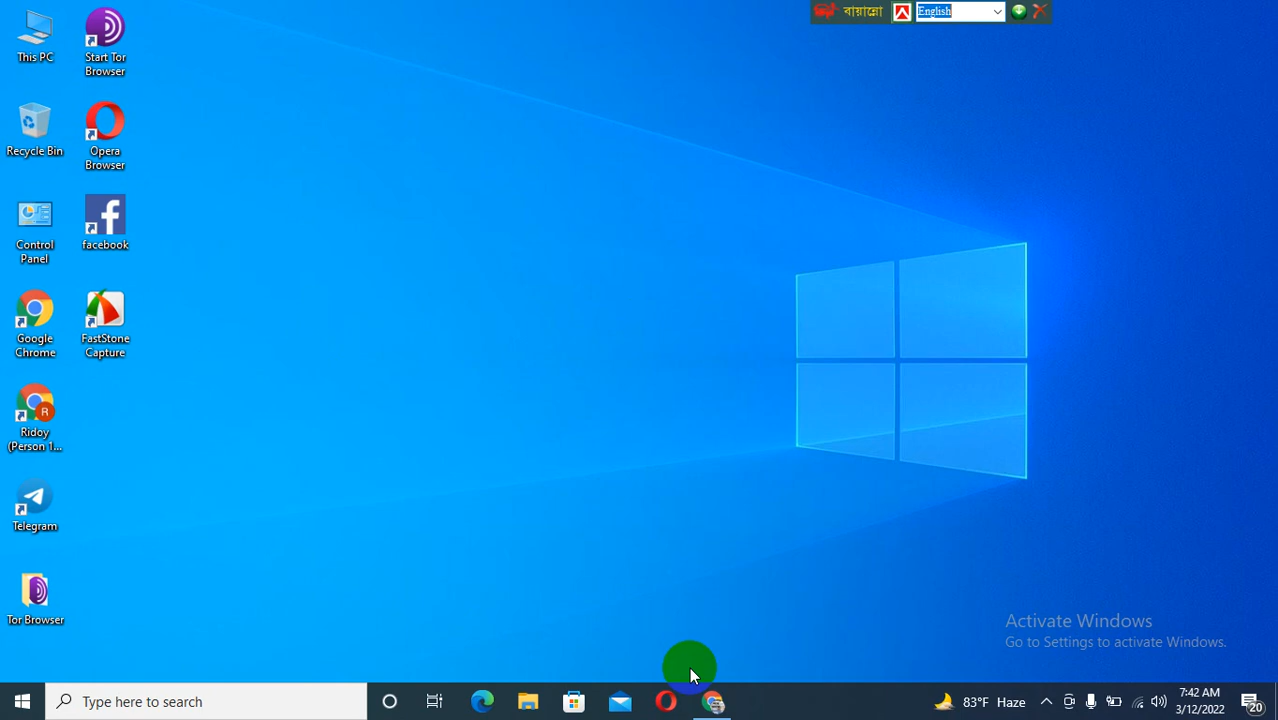 বায়ান্নো
English
This PC
Start Tor
Browser
Recycle Bin
Opera
Browser
Control
Panel
facebook
Google
Chrome
FastStone
Capture
R
Ridoy
(Person 1...
Telegram
Tor Browser
Activate Windows
Go to Settings to activate Windows.
Type here to search
83°F Haze
7:42 AM
3/12/2022
20